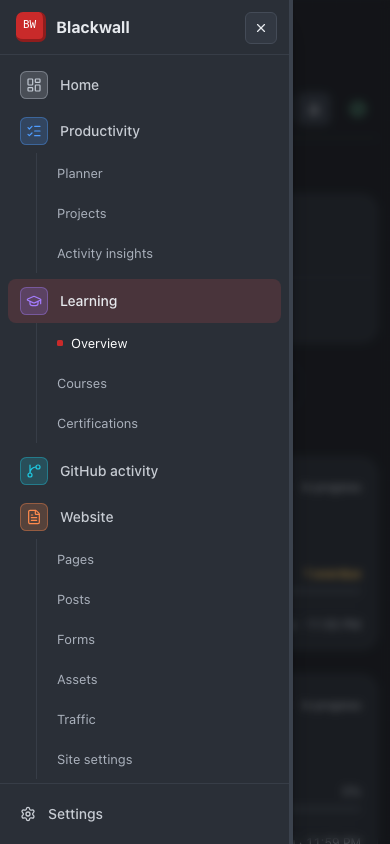 BW
Blackwall
Home
Productivity
Planner
Projects
Activity insights
Learning
Overview
Courses
Certifications
GitHub activity
Website
Pages
Posts
Forms
Assets
Traffic
Site settings
Settings